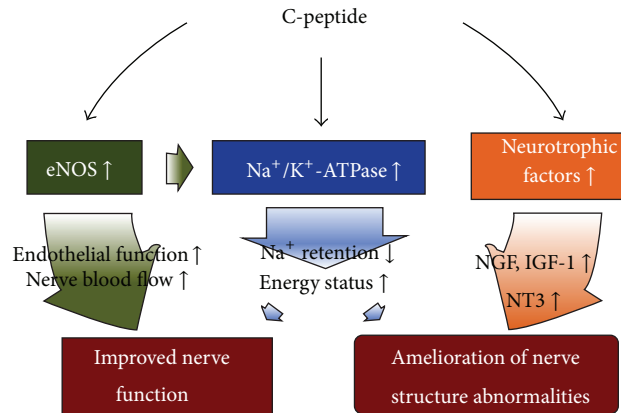 C-peptide
eNOS ↑
Na⁺/K⁺-ATPase ↑
Neurotrophic
factors ↑
Endothelial function ↑
Nerve blood flow ↑
Na⁺ retention ↓
Energy status ↑
NGF, IGF-1 ↑
NT3 ↑
Improved nerve
function
Amelioration of nerve
structure abnormalities